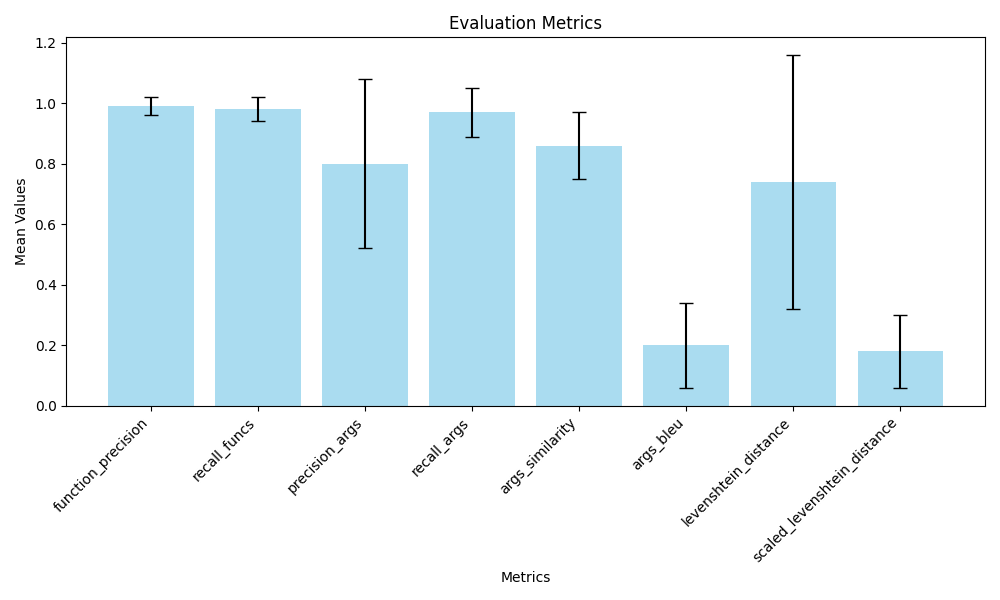 Evaluation Metrics
Mean Values
1.2
1.0
0.8
0.6
0.4
0.2
0.0
function_precision
recall_funcs
precision_args
recall_args
args_similarity
args_bleu
levenshtein_distance
scaled_levenshtein_distance
Metrics